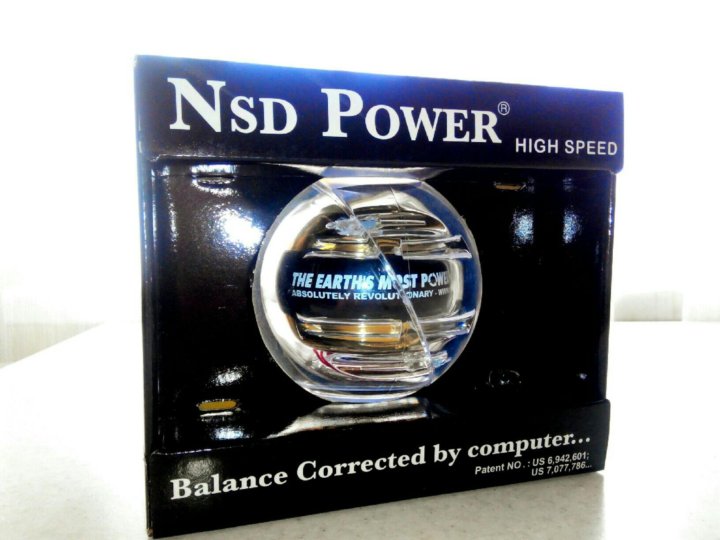 NSD POWER®
HIGH SPEED
THE EARTH'S MOST POWE
ABSOLUTELY REVOLUTIONARY -
Balance Corrected by computer...
Patent NO. : US 6,942,601;
US 7,077,786...